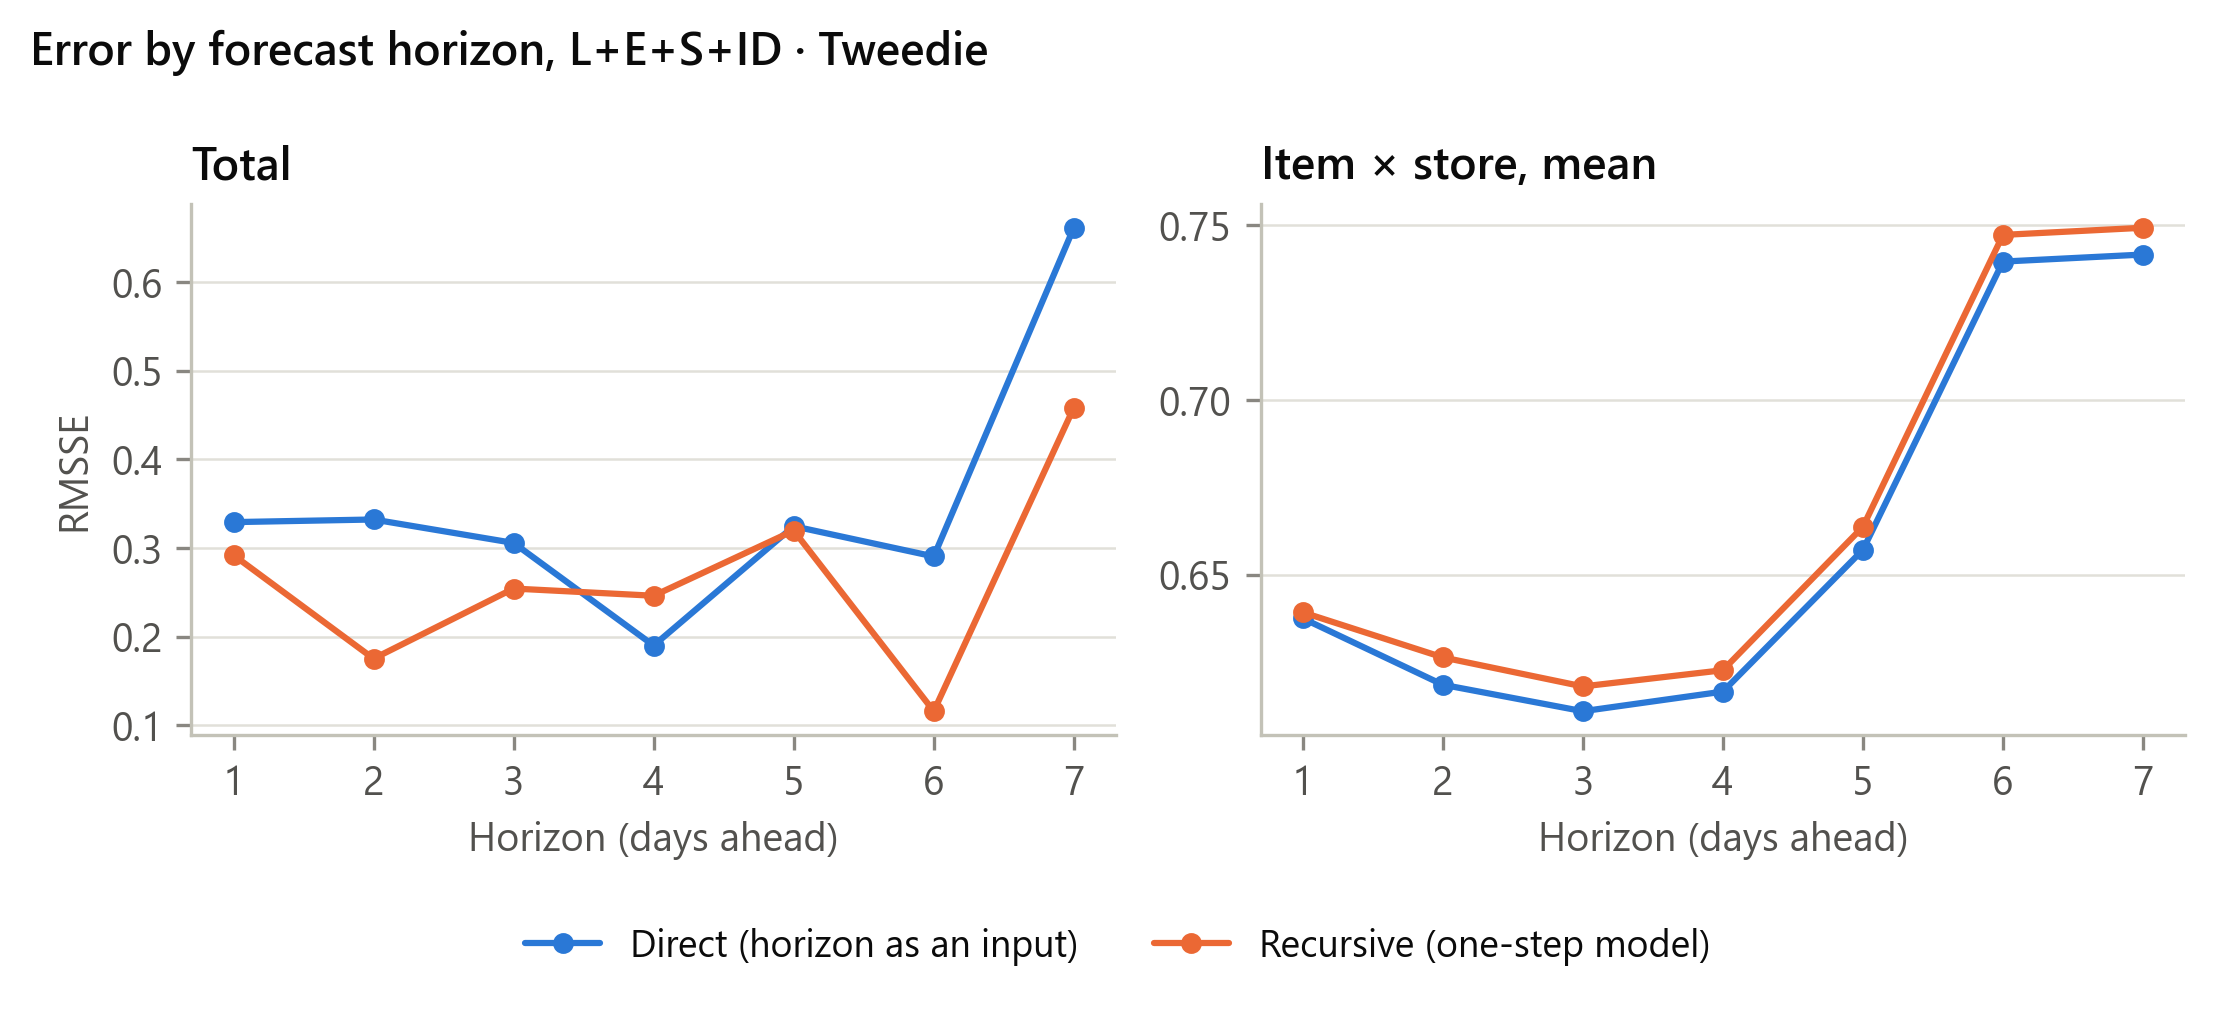 Error by forecast horizon, L+E+S+ID · Tweedie
Total
RMSSE
0.6
0.5
0.4
0.3
0.2
0.1
1 2 3 4 5 6 7
Horizon (days ahead)
Item × store, mean
0.75
0.70
0.65
1 2 3 4 5 6 7
Horizon (days ahead)
Direct (horizon as an input)
Recursive (one-step model)